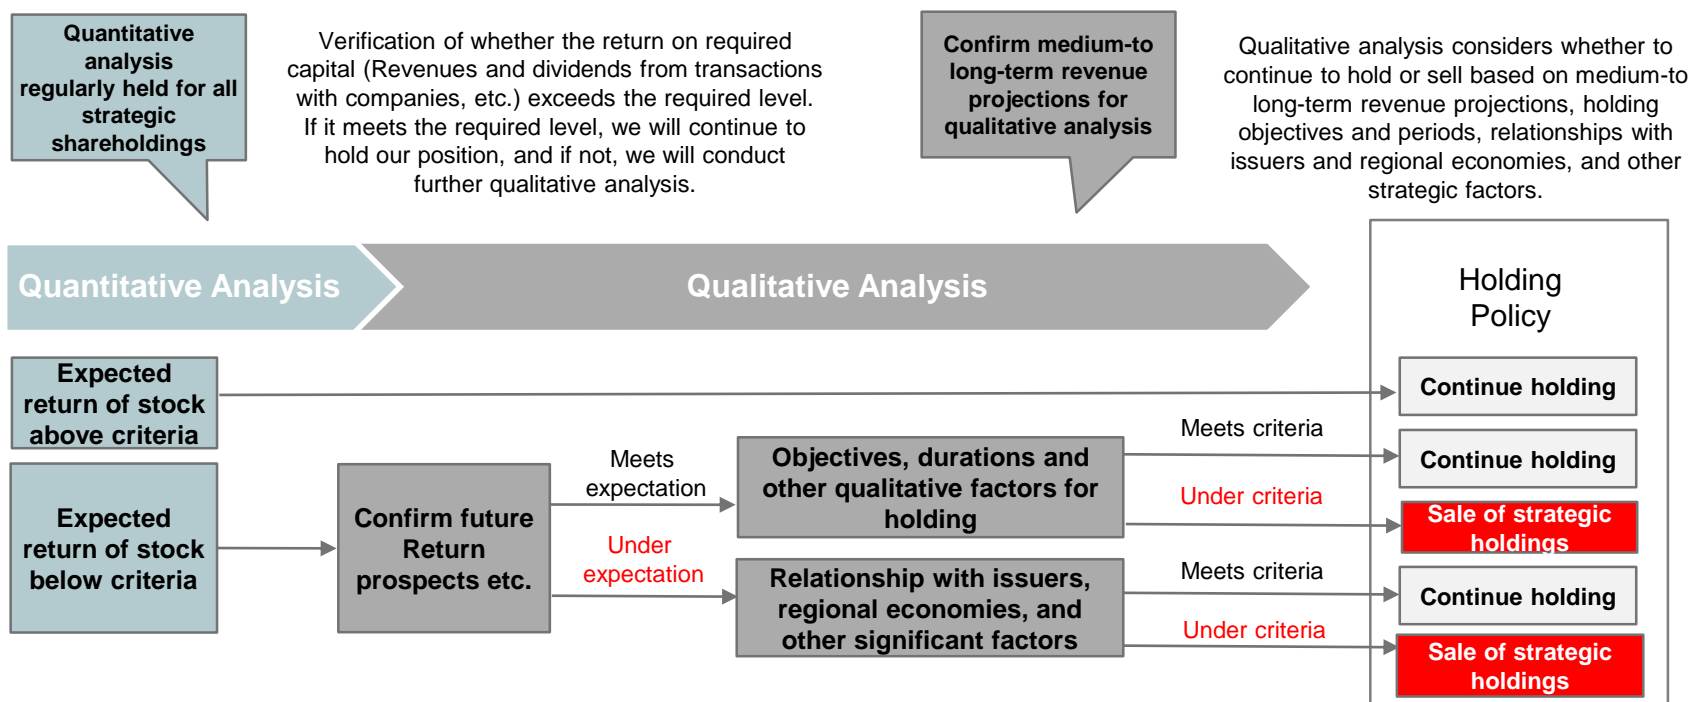 Quantitative
analysis
regularly held for all
strategic
shareholdings
Verification of whether the return on required
capital (Revenues and dividends from transactions
with companies, etc.) exceeds the required level.
If it meets the required level, we will continue to
hold our position, and if not, we will conduct
further qualitative analysis.
Confirm medium-to
long-term revenue
projections for
qualitative analysis
Qualitative analysis considers whether to
continue to hold or sell based on medium-to
long-term revenue projections, holding
objectives and periods, relationships with
issuers and regional economies, and other
strategic factors.
Quantitative Analysis
Qualitative Analysis
Holding
Policy
Expected
return of stock
above criteria
Continue holding
Expected
return of stock
below criteria
Confirm future
Return
prospects etc.
Meets
expectation
Under
expectation
Objectives, durations and
other qualitative factors for
holding
Meets criteria
Continue holding
Under criteria
Sale of strategic
holdings
Relationship with issuers,
regional economies, and
other significant factors
Meets criteria
Continue holding
Under criteria
Sale of strategic
holdings